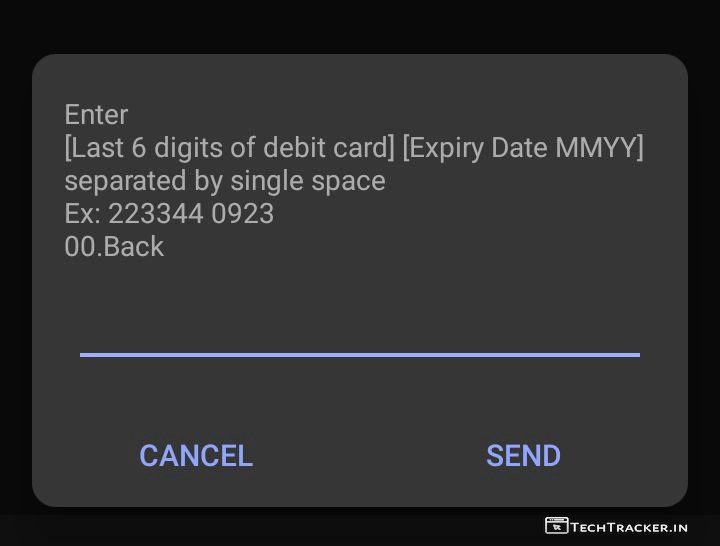 Enter
[Last 6 digits of debit card] [Expiry Date MMYY]
separated by single space
Ex: 223344 0923
00.Back
CANCEL SEND
TECHTRACKER.IN